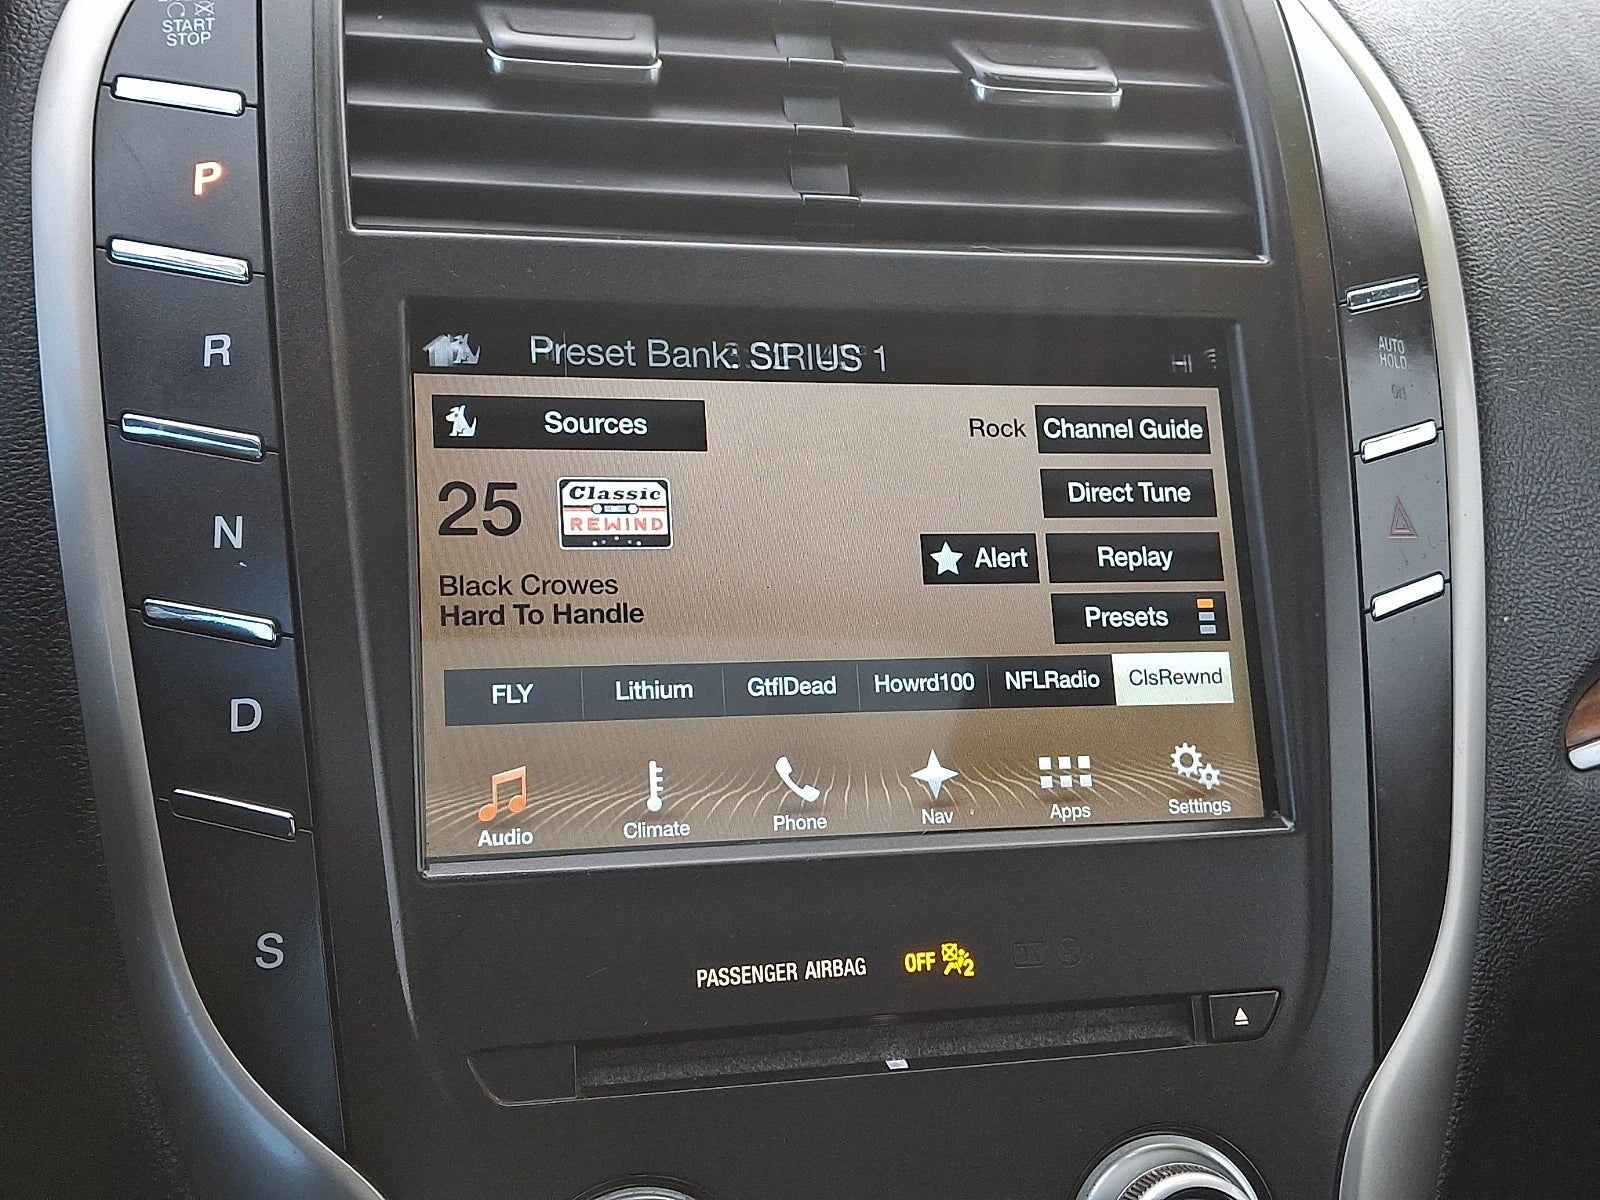 START
STOP
P
R
N
D
S
Preset Bank: SIRIUS 1
HI
Sources
Rock
Channel Guide
25
Classic
REWIND
Direct Tune
Alert
Replay
Black Crowes
Hard To Handle
Presets
FLY
Lithium
GtflDead
Howrd100
NFLRadio
ClsRewnd
Audio
Climate
Phone
Nav
Apps
Settings
AUTO
HOLD
PASSENGER AIRBAG
OFF
2